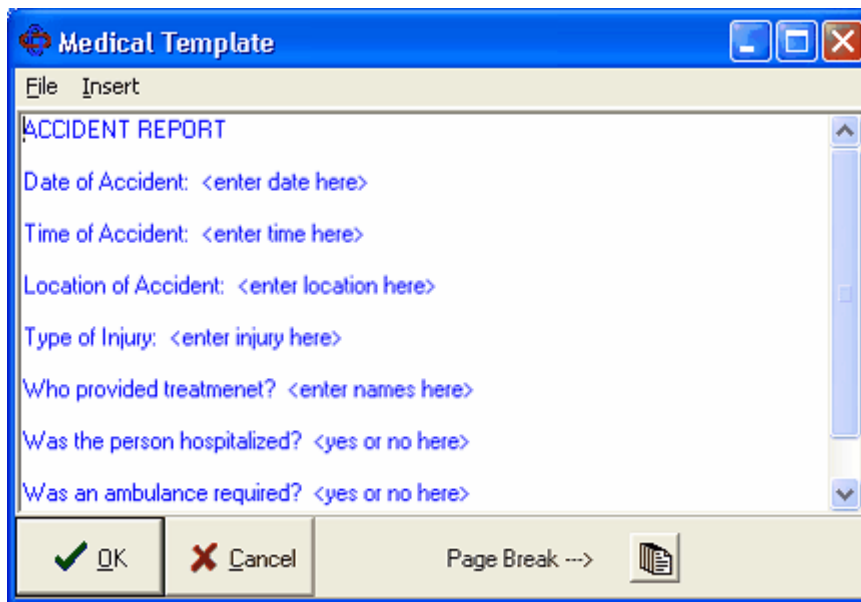 Medical Template
File Insert
ACCIDENT REPORT
Date of Accident: <enter date here>
Time of Accident: <enter time here>
Location of Accident: <enter location here>
Type of Injury: <enter injury here>
Who provided treatmenet? <enter names here>
Was the person hospitalized? <yes or no here>
Was an ambulance required? <yes or no here>
OK Cancel Page Break --->